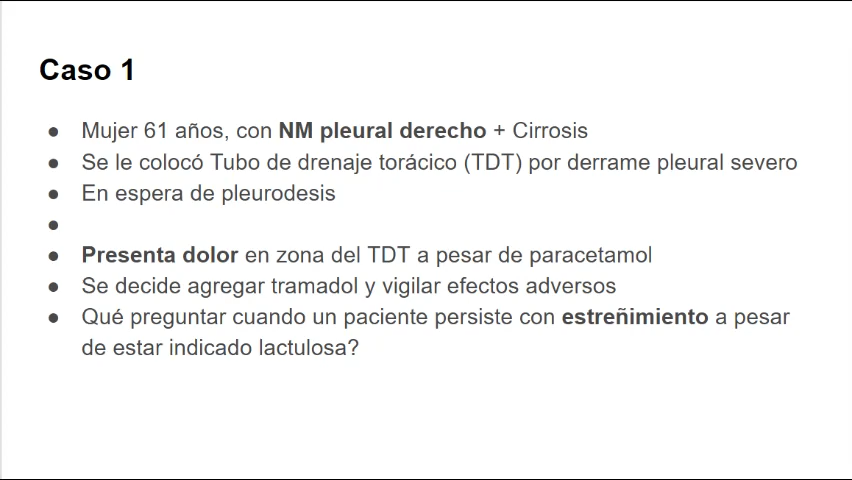 Caso 1
● Mujer 61 años, con NM pleural derecho + Cirrosis
● Se le colocó Tubo de drenaje torácico (TDT) por derrame pleural severo
● En espera de pleurodesis
●
● Presenta dolor en zona del TDT a pesar de paracetamol
● Se decide agregar tramadol y vigilar efectos adversos
● Qué preguntar cuando un paciente persiste con estreñimiento a pesar
de estar indicado lactulosa?